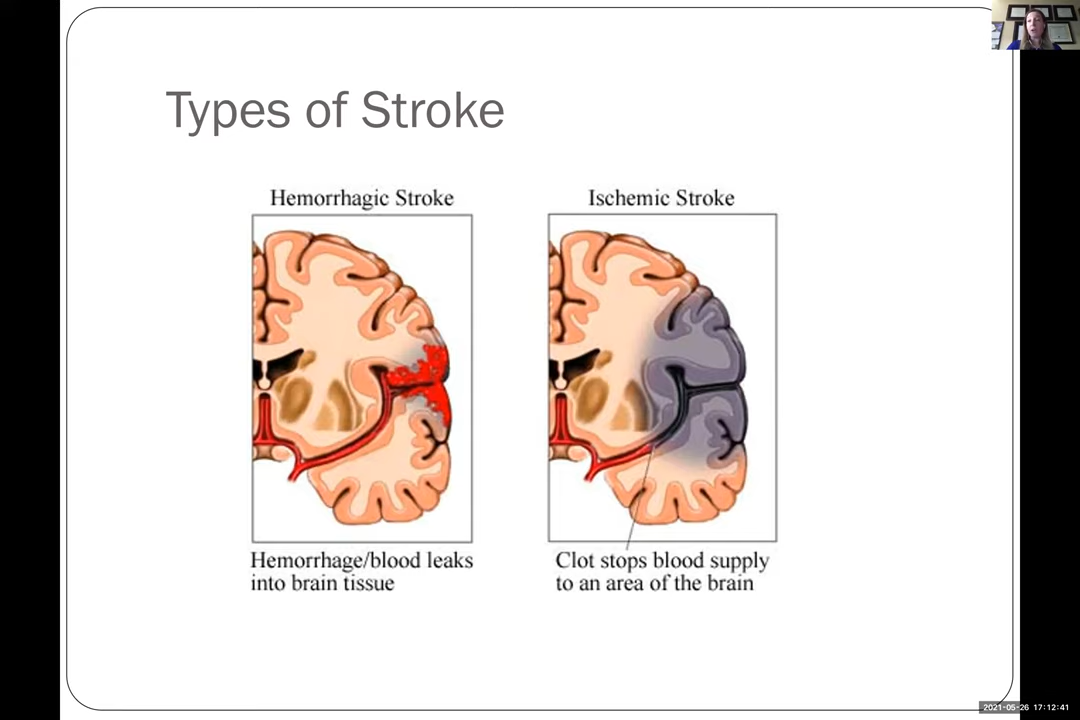 Types of Stroke
Hemorrhagic Stroke
Ischemic Stroke
Hemorrhage/blood leaks
into brain tissue
Clot stops blood supply
to an area of the brain
2021-05-26 17:12:41